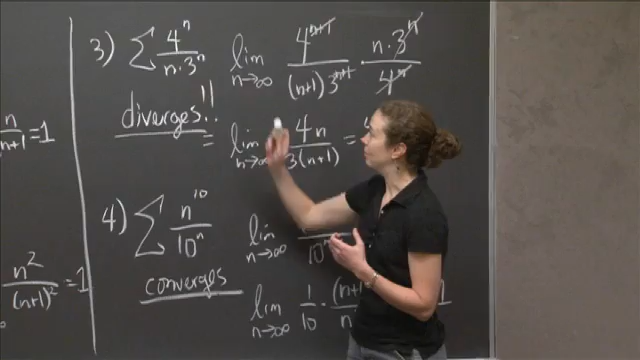 n/n+1 = 1
n²/(n+1)² = 1
3) ∑ 4ⁿ/n·3ⁿ lim n→∞ 4ⁿ⁺¹/(n+1)3ⁿ⁺¹ · n·3ⁿ/4ⁿ
diverges!! = lim n→∞ 4n/3(n+1) =
4) ∑ n¹⁰/10ⁿ lim n→∞
converges lim n→∞ 1/10 ·